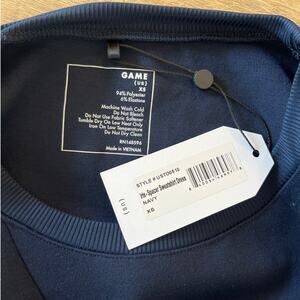 GAME
(us)
XS
94% Polyester
6% Elastane
Machine Wash Cold
Do Not Bleach
Do Not Use Fabric Softener
Tumble Dry On Low Heat Only
Iron On Low Temperature
Do Not Dry Clean
RN148596
Made in VIETNAM
STYLE # USTD0510
Spacer Sweatshirt Dress
NAVY
XS
(us)